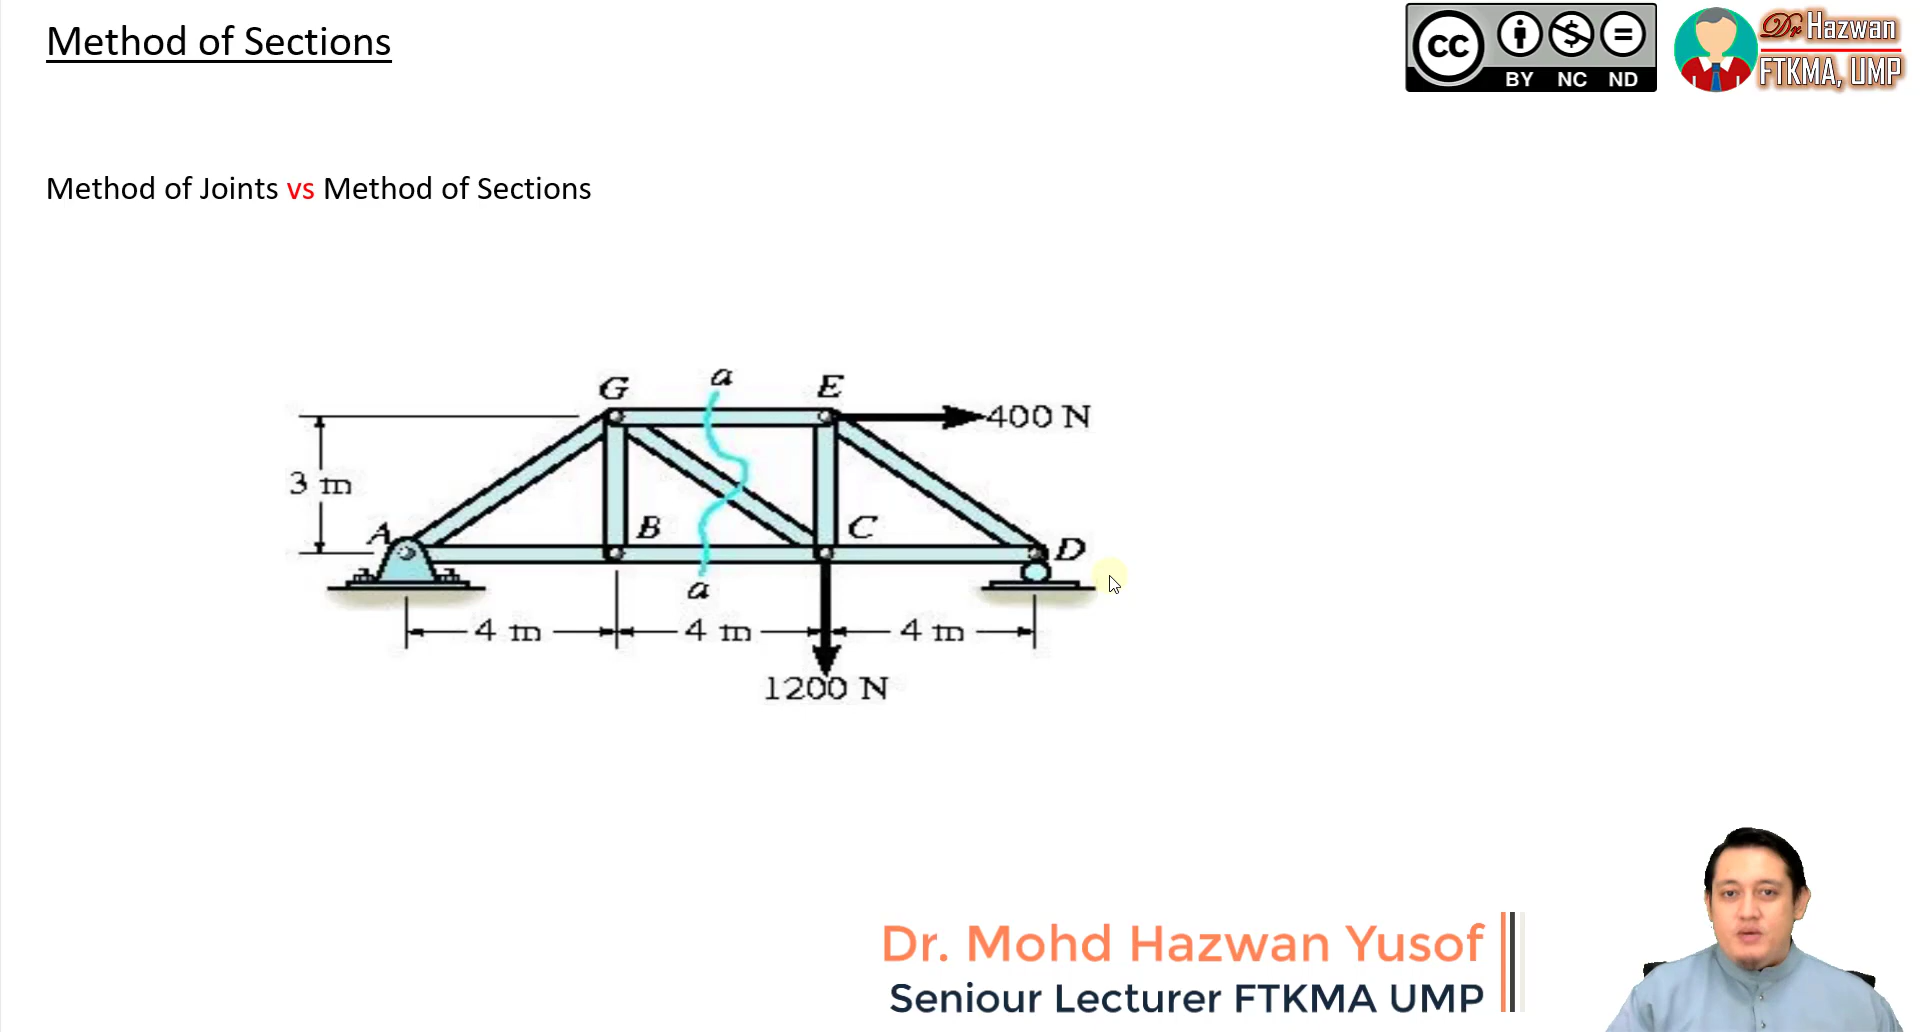 Method of Sections
CC
BY NC ND
Dr Hazwan
FTKMA, UMP
Method of Joints vs Method of Sections
G a E
400 N
3 m
A B C D
a
4 m 4 m 4 m
1200 N
Dr. Mohd Hazwan Yusof
Seniour Lecturer FTKMA UMP